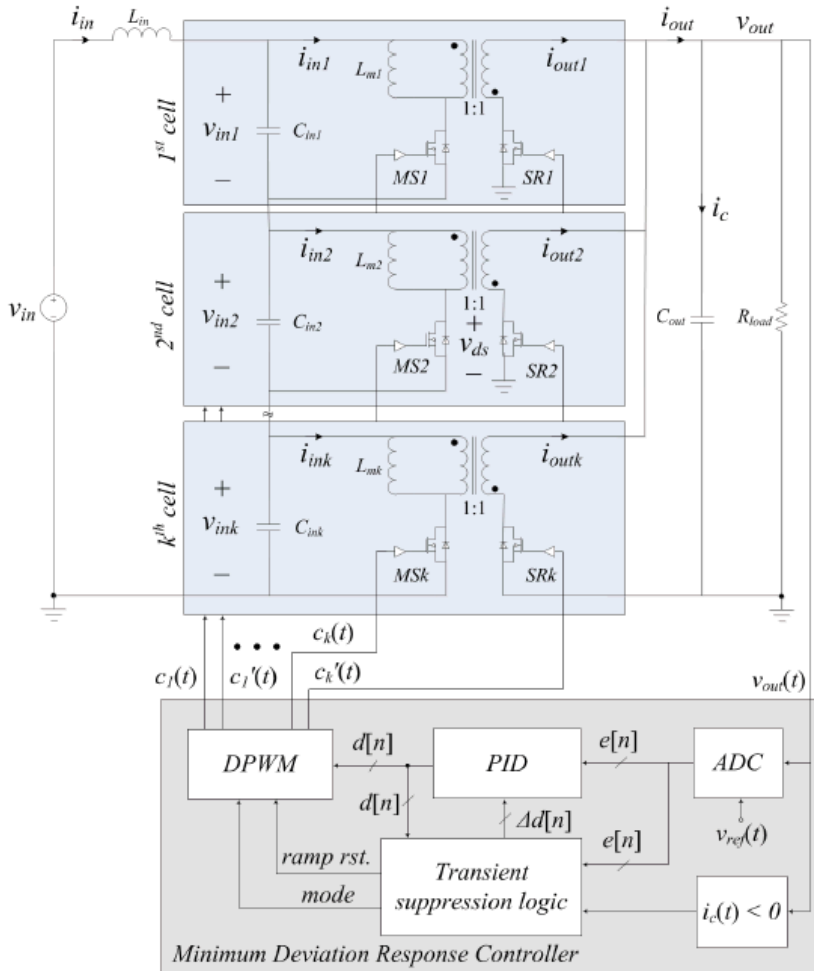 i_in
L_in
i_out
v_out
1st cell
+
v_in1
−
C_in1
i_in1
L_m1
1:1
i_out1
MS1
SR1
2nd cell
+
v_in2
−
C_in2
i_in2
L_m2
1:1
i_out2
MS2
+
v_ds
−
SR2
v_in
i_c
C_out
R_load
kth cell
+
v_ink
−
C_ink
≈
i_ink
L_mk
1:1
i_outk
MSk
SRk
c_1(t)
c_1'(t)
• • •
c_k(t)
c_k'(t)
v_out(t)
DPWM
d[n]
PID
e[n]
ADC
d[n]
Δd[n]
e[n]
v_ref(t)
ramp rst.
mode
Transient
suppression logic
i_c(t) < 0
Minimum Deviation Response Controller